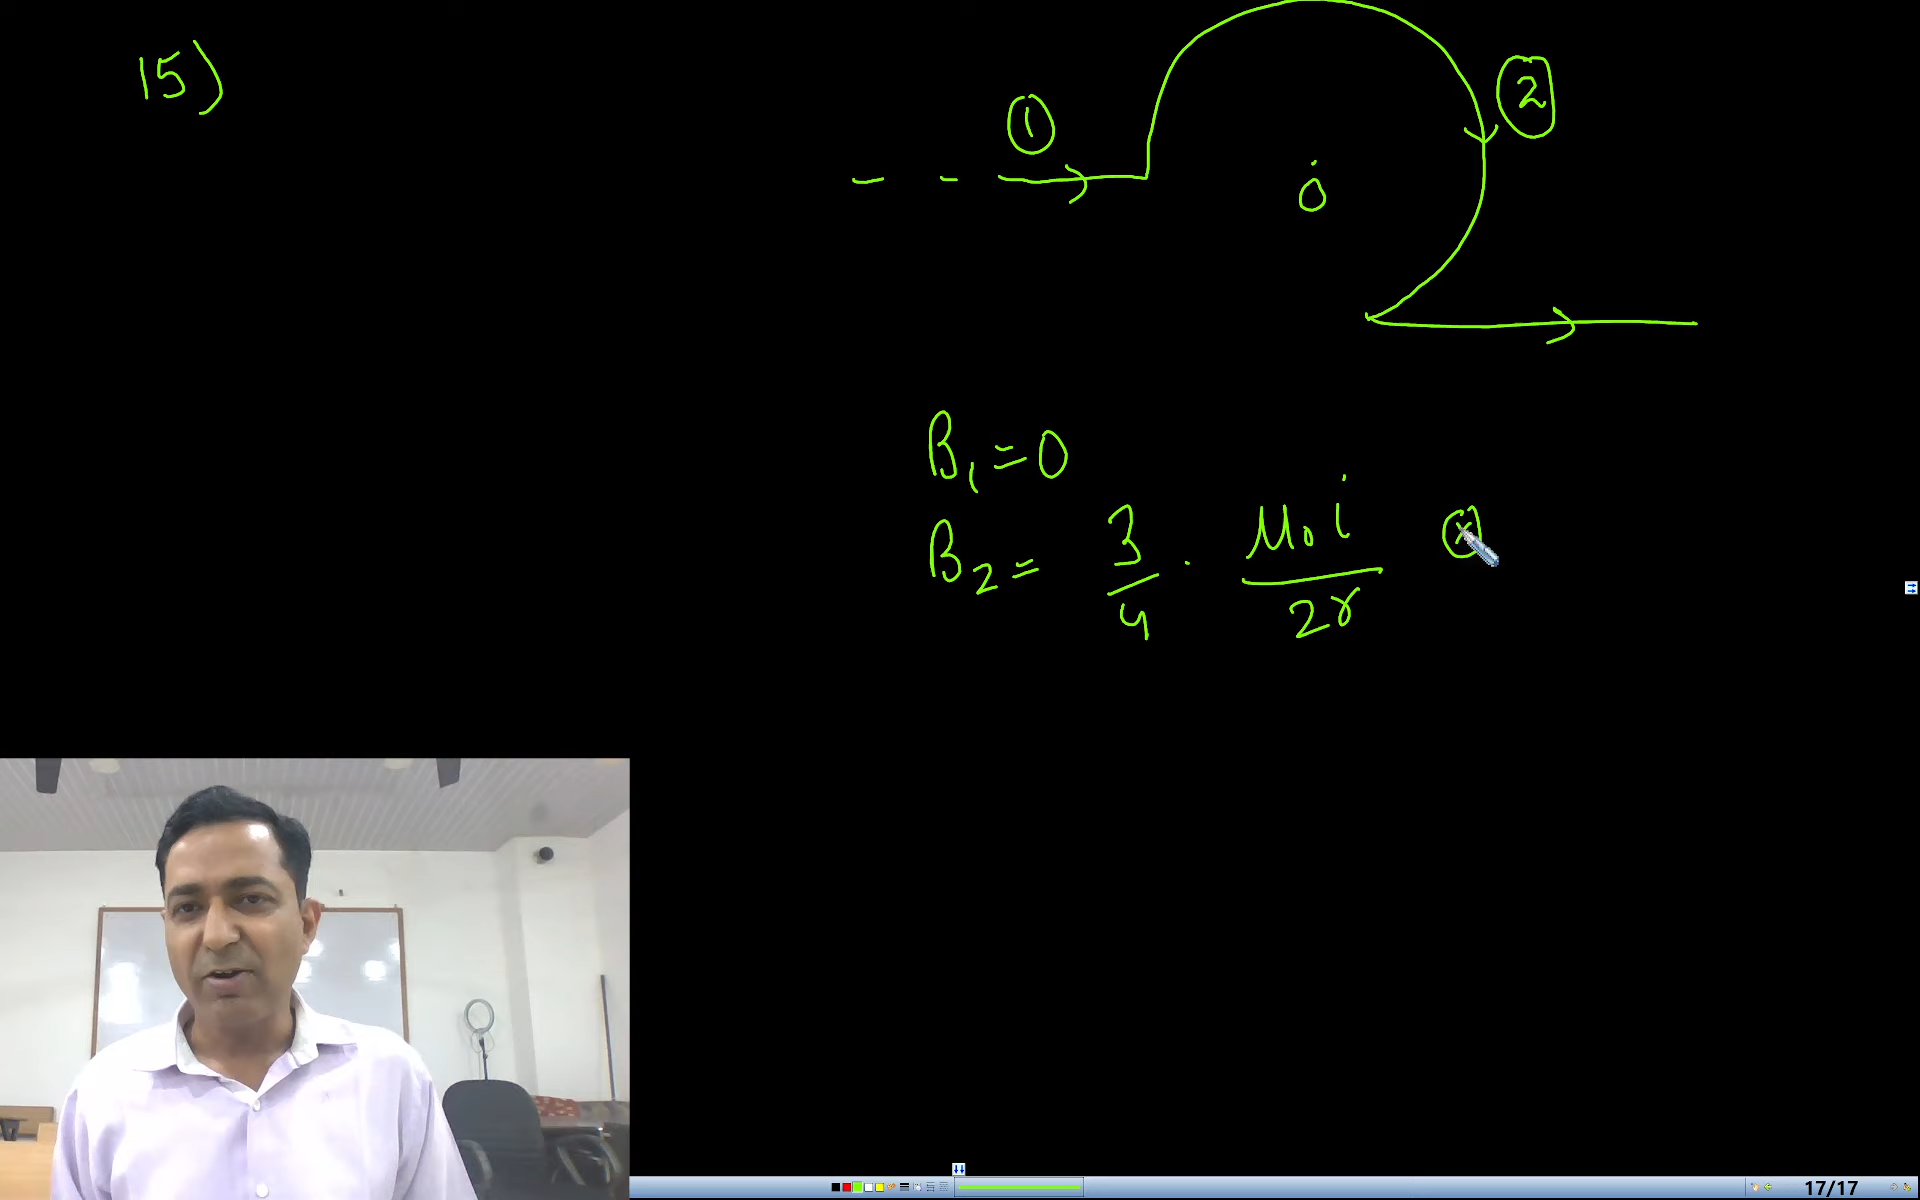 15)
①
②
O
B₁ = 0
B₂ = 3/4 · μ₀i/2r ⊗
17/17